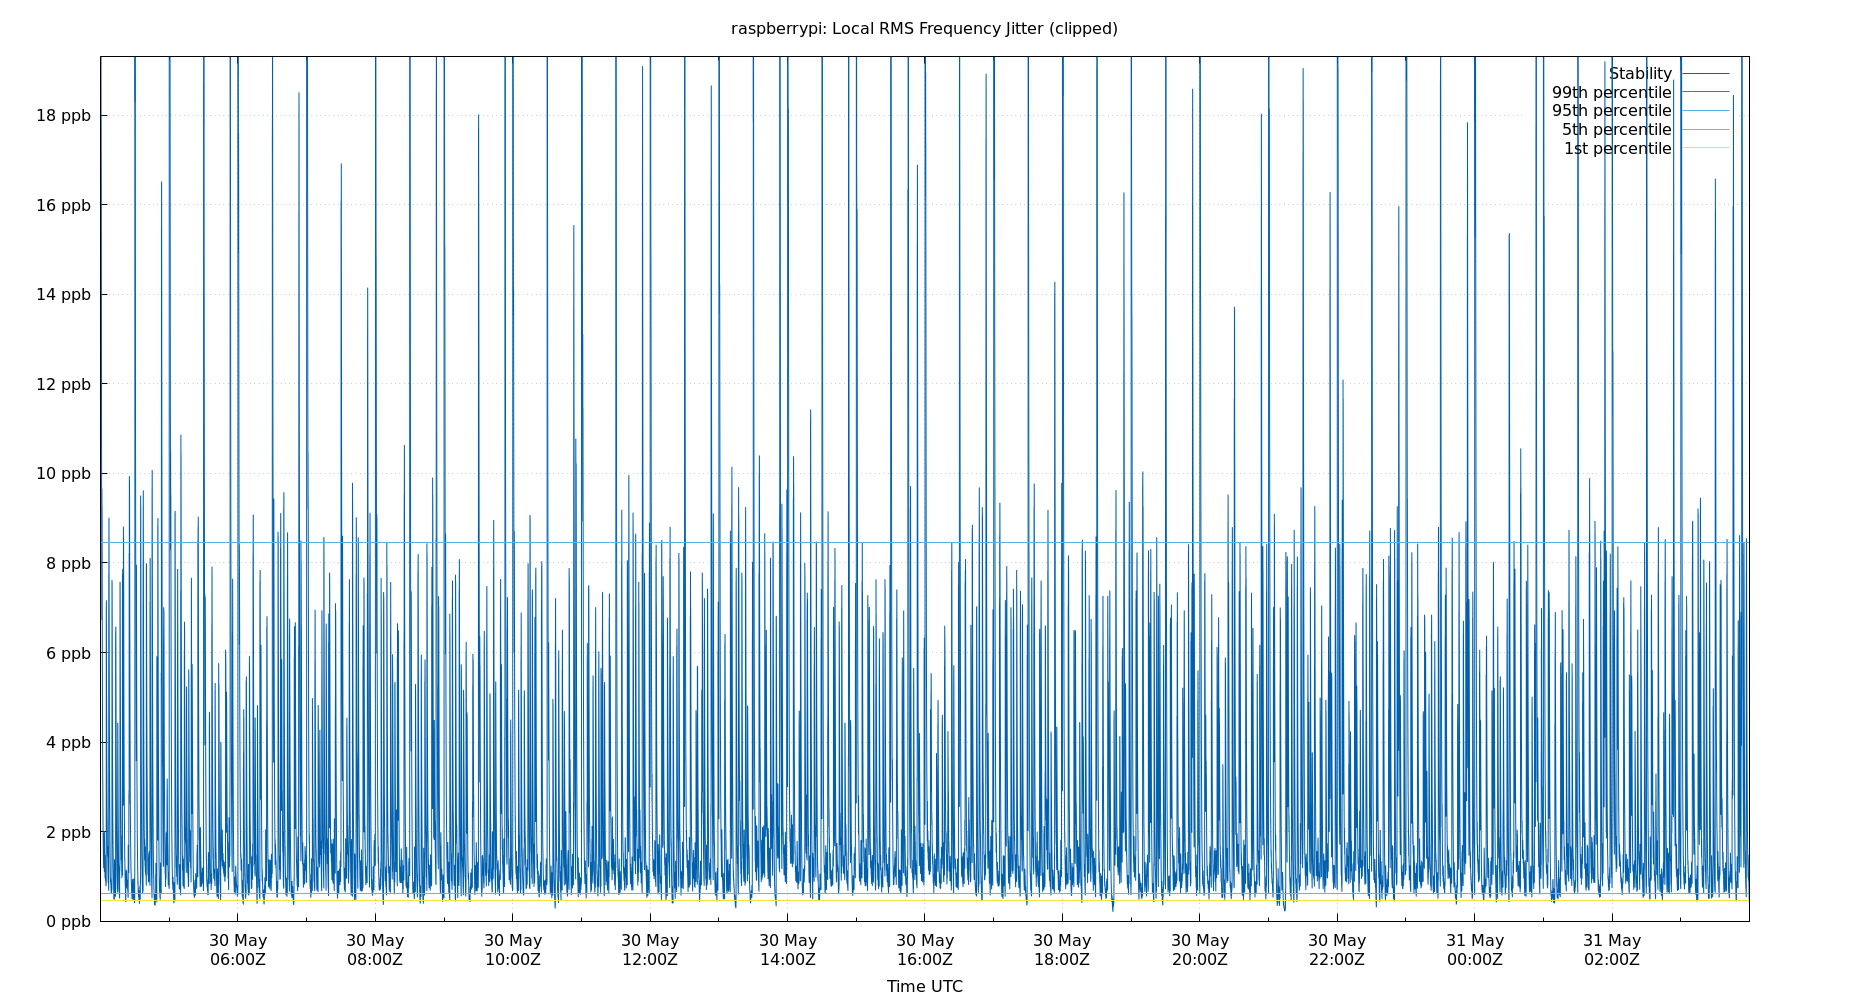 raspberrypi: Local RMS Frequency Jitter (clipped)
Stability
99th percentile
95th percentile
5th percentile
1st percentile
18 ppb
16 ppb
14 ppb
12 ppb
10 ppb
8 ppb
6 ppb
4 ppb
2 ppb
0 ppb
30 May 30 May 30 May 30 May 30 May 30 May 30 May 30 May 30 May 31 May 31 May
06:00Z 08:00Z 10:00Z 12:00Z 14:00Z 16:00Z 18:00Z 20:00Z 22:00Z 00:00Z 02:00Z
Time UTC